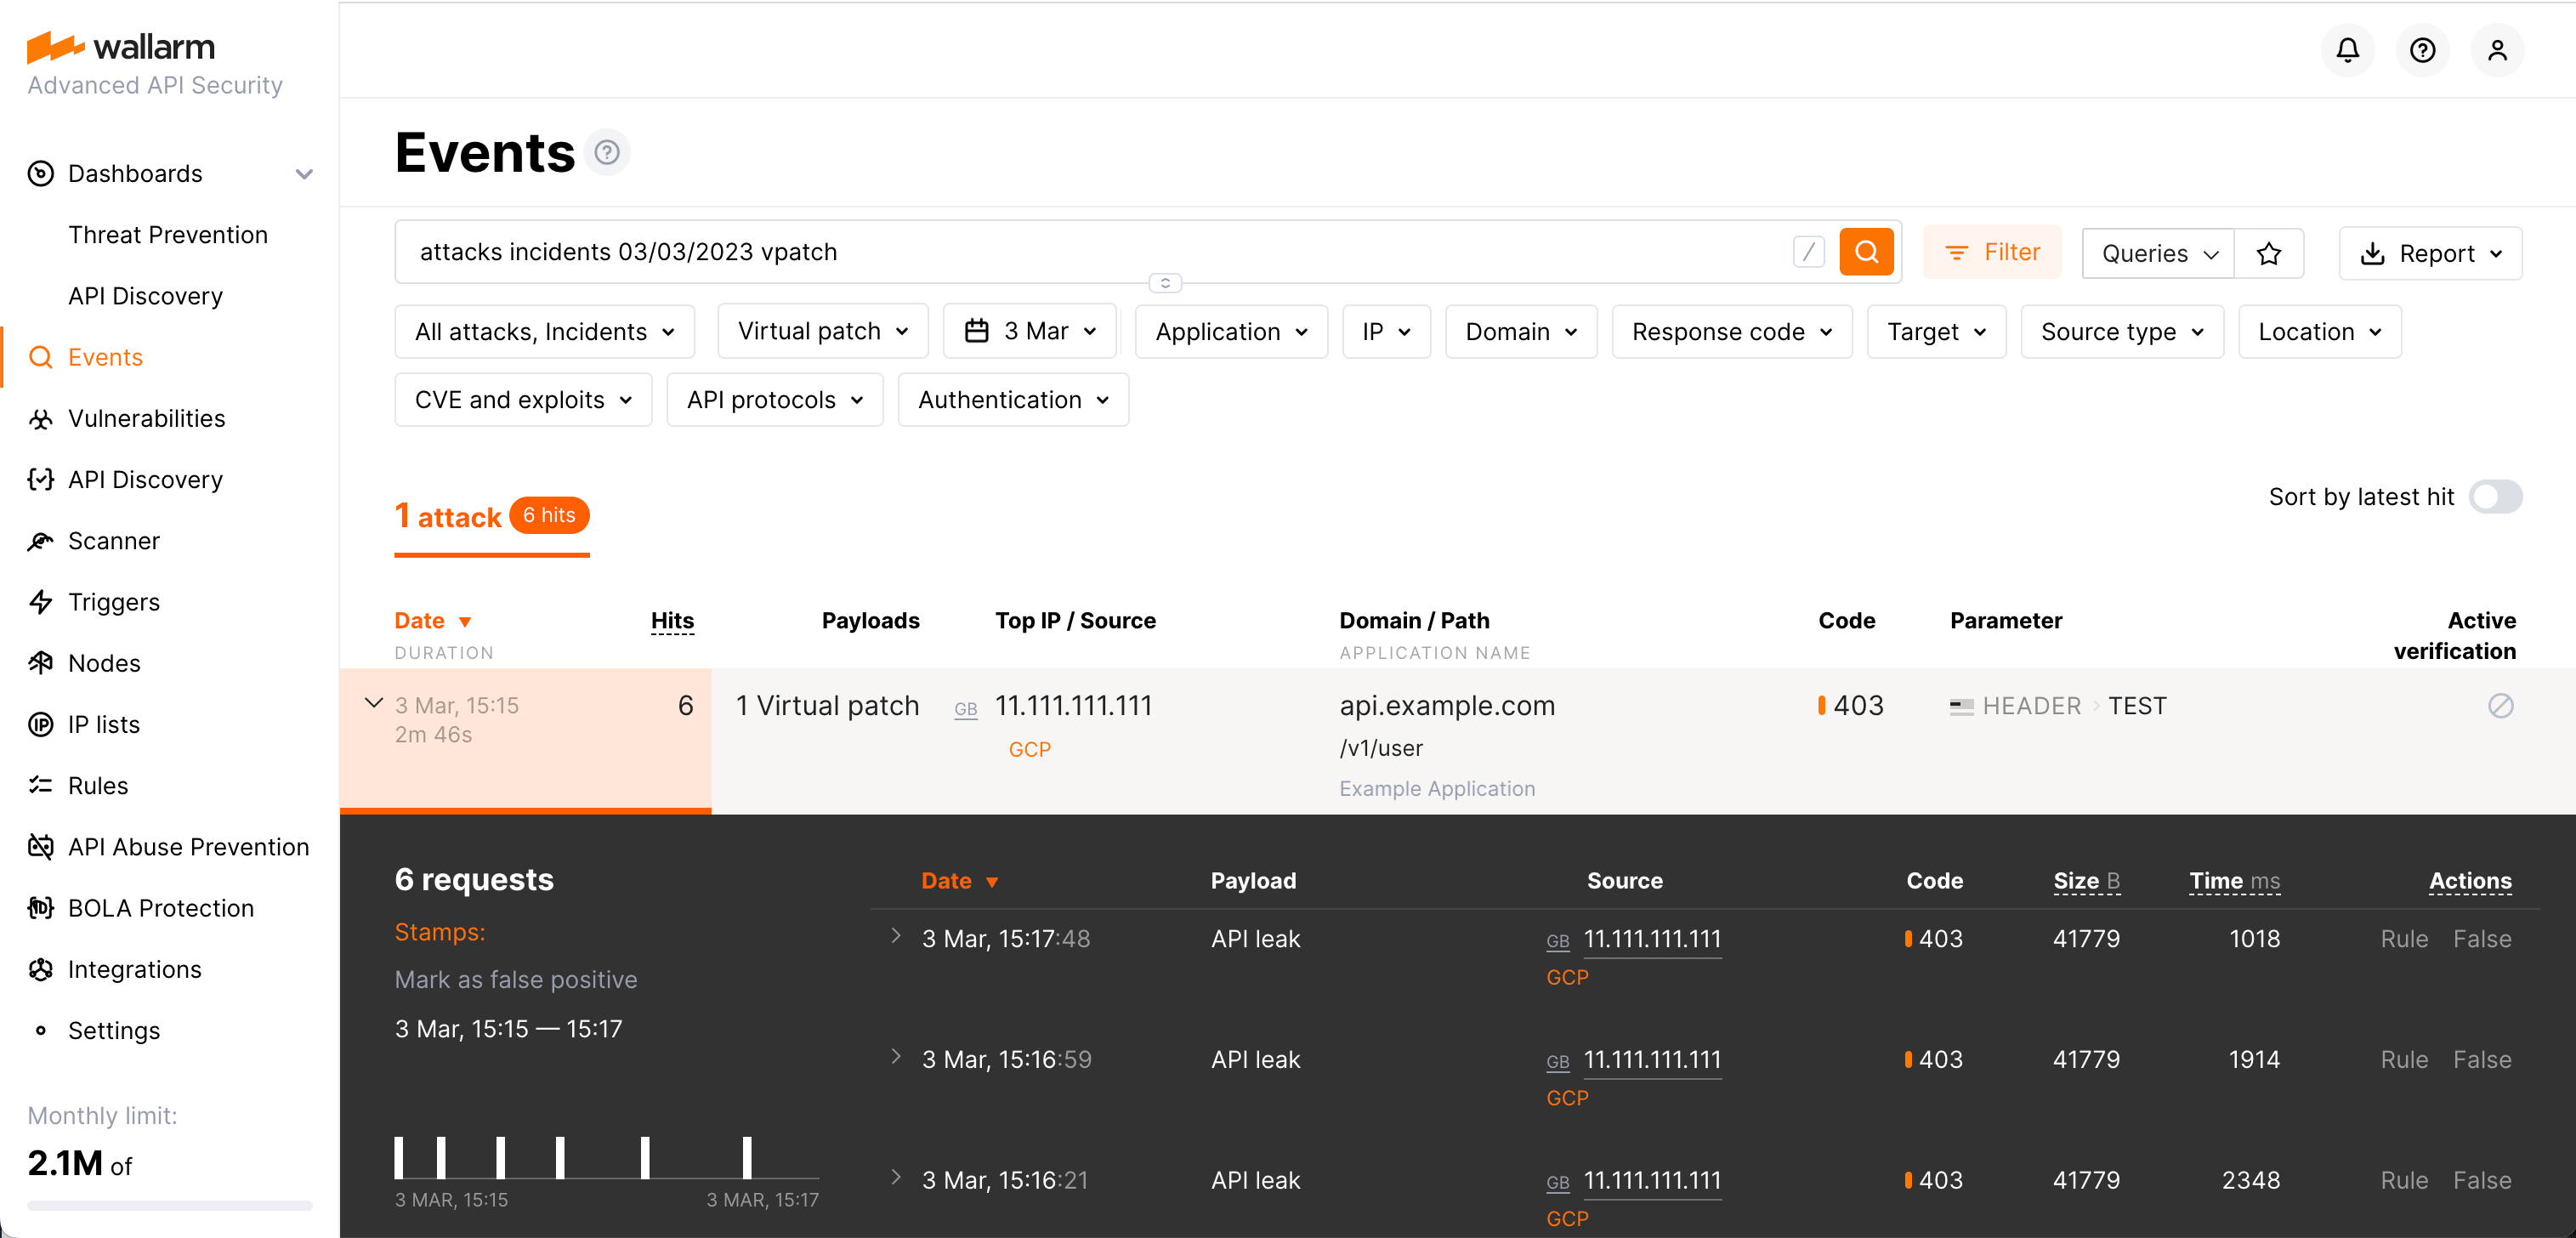 wallarm
Advanced API Security
Dashboards
Threat Prevention
API Discovery
Events
Vulnerabilities
API Discovery
Scanner
Triggers
Nodes
IP lists
Rules
API Abuse Prevention
BOLA Protection
Integrations
Settings
Monthly limit:
2.1M of
Events ?
attacks incidents 03/03/2023 vpatch /
Filter
Queries
Report
All attacks, Incidents
Virtual patch
3 Mar
Application
IP
Domain
Response code
Target
Source type
Location
CVE and exploits
API protocols
Authentication
1 attack 6 hits
Sort by latest hit
Date ▼ Hits Payloads Top IP / Source Domain / Path Code Parameter Active verification
DURATION APPLICATION NAME
3 Mar, 15:15 6 1 Virtual patch GB 11.111.111.111 api.example.com 403 HEADER > TEST
2m 46s GCP /v1/user
Example Application
6 requests
Stamps:
Mark as false positive
3 Mar, 15:15 — 15:17
3 MAR, 15:15 3 MAR, 15:17
Date ▼ Payload Source Code Size B Time ms Actions
3 Mar, 15:17:48 API leak GB 11.111.111.111 403 41779 1018 Rule False
GCP
3 Mar, 15:16:59 API leak GB 11.111.111.111 403 41779 1914 Rule False
GCP
3 Mar, 15:16:21 API leak GB 11.111.111.111 403 41779 2348 Rule False
GCP